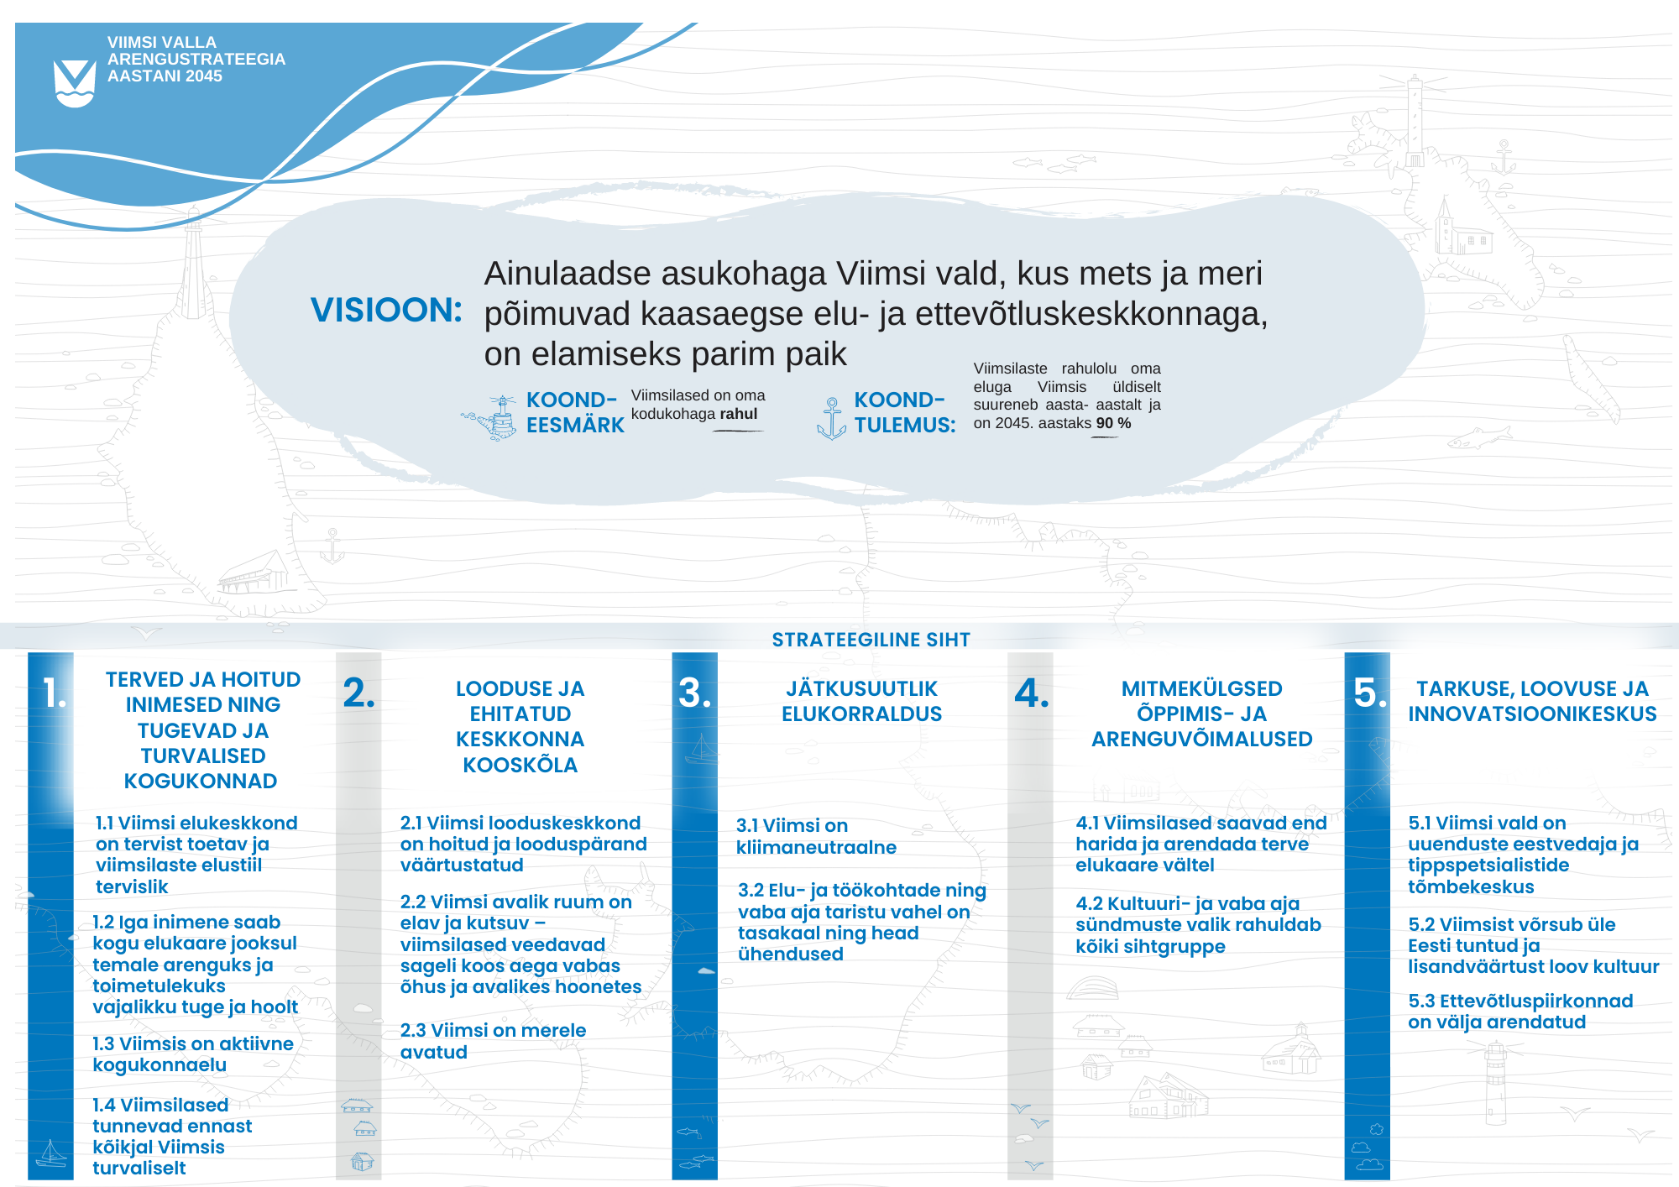 VIIMSI VALLA
ARENGUSTRATEEGIA
AASTANI 2045
VISIOON:
Ainulaadse asukohaga Viimsi vald, kus mets ja meri
põimuvad kaasaegse elu- ja ettevõtluskeskkonnaga,
on elamiseks parim paik
KOOND-
EESMÄRK
Viimsilased on oma
kodukohaga rahul
KOOND-
TULEMUS:
Viimsilaste rahulolu oma
eluga Viimsis üldiselt
suureneb aasta- aastalt ja
on 2045. aastaks 90 %
STRATEEGILINE SIHT
1.
TERVED JA HOITUD
INIMESED NING
TUGEVAD JA
TURVALISED
KOGUKONNAD
1.1 Viimsi elukeskkond
on tervist toetav ja
viimsilaste elustiil
tervislik
1.2 Iga inimene saab
kogu elukaare jooksul
temale arenguks ja
toimetulekuks
vajalikku tuge ja hoolt
1.3 Viimsis on aktiivne
kogukonnaelu
1.4 Viimsilased
tunnevad ennast
kõikjal Viimsis
turvaliselt
2.
LOODUSE JA
EHITATUD
KESKKONNA
KOOSKÕLA
2.1 Viimsi looduskeskkond
on hoitud ja looduspärand
väärtustatud
2.2 Viimsi avalik ruum on
elav ja kutsuv –
viimsilased veedavad
sageli koos aega vabas
õhus ja avalikes hoonetes
2.3 Viimsi on merele
avatud
3.
JÄTKUSUUTLIK
ELUKORRALDUS
3.1 Viimsi on
kliimaneutraalne
3.2 Elu- ja töökohtade ning
vaba aja taristu vahel on
tasakaal ning head
ühendused
4.
MITMEKÜLGSED
ÕPPIMIS- JA
ARENGUVÕIMALUSED
4.1 Viimsilased saavad end
harida ja arendada terve
elukaare vältel
4.2 Kultuuri- ja vaba aja
sündmuste valik rahuldab
kõiki sihtgruppe
5.
TARKUSE, LOOVUSE JA
INNOVATSIOONIKESKUS
5.1 Viimsi vald on
uuenduste eestvedaja ja
tippspetsialistide
tõmbekeskus
5.2 Viimsist võrsub üle
Eesti tuntud ja
lisandväärtust loov kultuur
5.3 Ettevõtluspiirkonnad
on välja arendatud